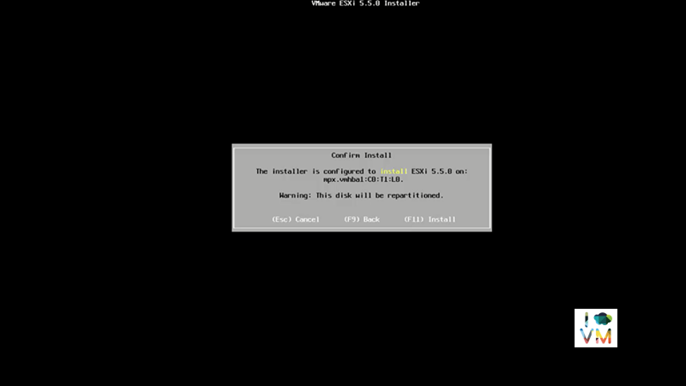 VMware ESXi 5.5.0 Installer
Confirm Install
The installer is configured to install ESXi 5.5.0 on:
mpx.vmhba1:C0:T1:L0.
Warning: This disk will be repartitioned.
(Esc) Cancel (F9) Back (F11) Install
I
VM